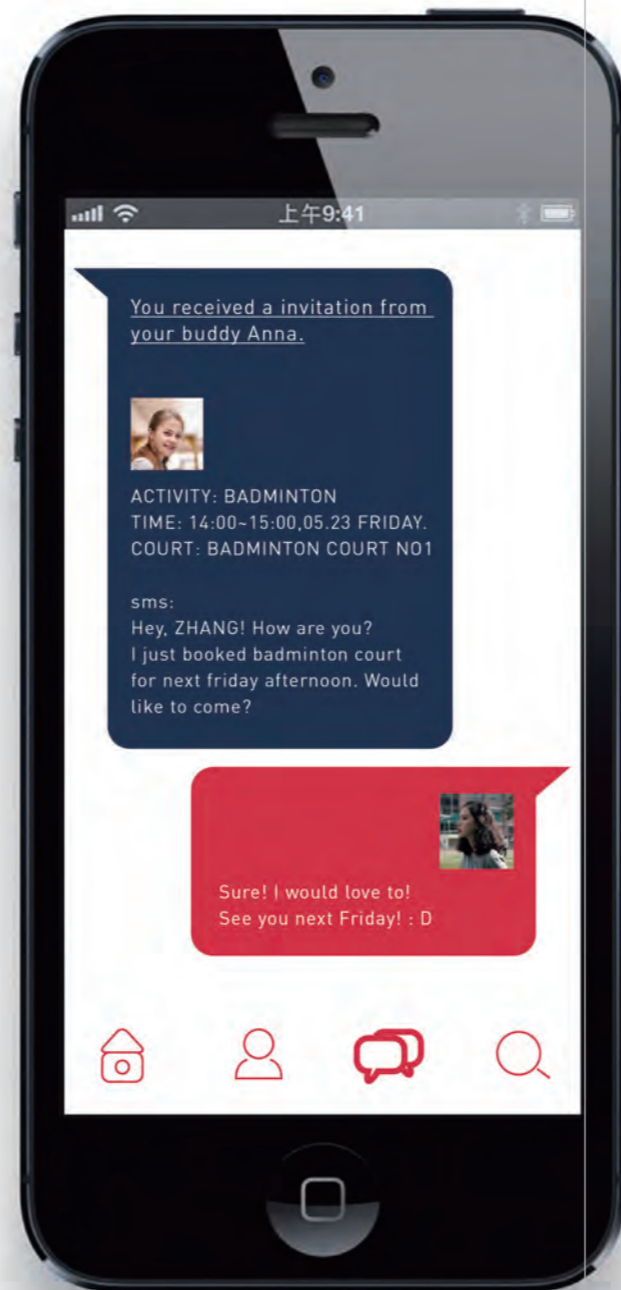 上午9:41
You received a invitation from
your buddy Anna.
ACTIVITY: BADMINTON
TIME: 14:00~15:00,05.23 FRIDAY.
COURT: BADMINTON COURT NO1
sms:
Hey, ZHANG! How are you?
I just booked badminton court
for next friday afternoon. Would
like to come?
Sure! I would love to!
See you next Friday! : D